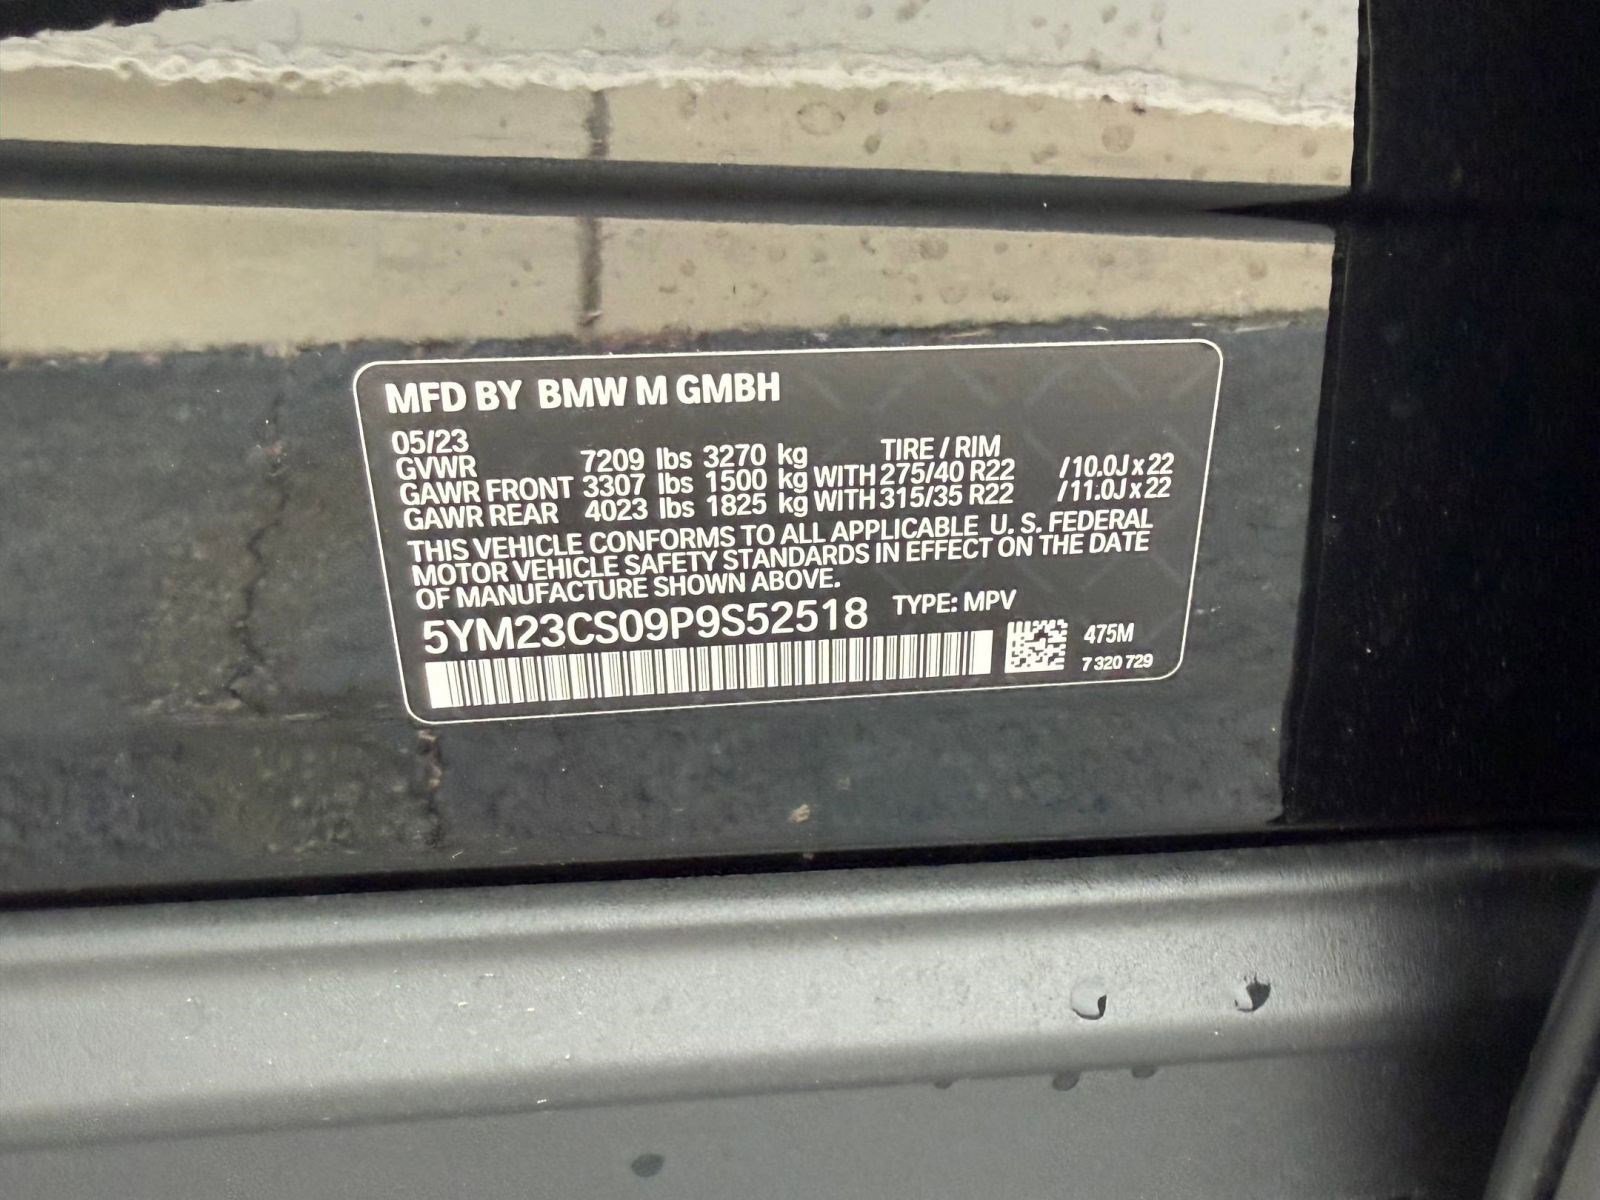 MFD BY BMW M GMBH
05/23
TIRE / RIM
GVWR 7209 lbs 3270 kg
GAWR FRONT 3307 lbs 1500 kg WITH 275/40 R22 /10.0J x 22
GAWR REAR 4023 lbs 1825 kg WITH 315/35 R22 /11.0J x 22
THIS VEHICLE CONFORMS TO ALL APPLICABLE U. S. FEDERAL
MOTOR VEHICLE SAFETY STANDARDS IN EFFECT ON THE DATE
OF MANUFACTURE SHOWN ABOVE.
5YM23CS09P9S52518 TYPE: MPV
475M
7 320 729